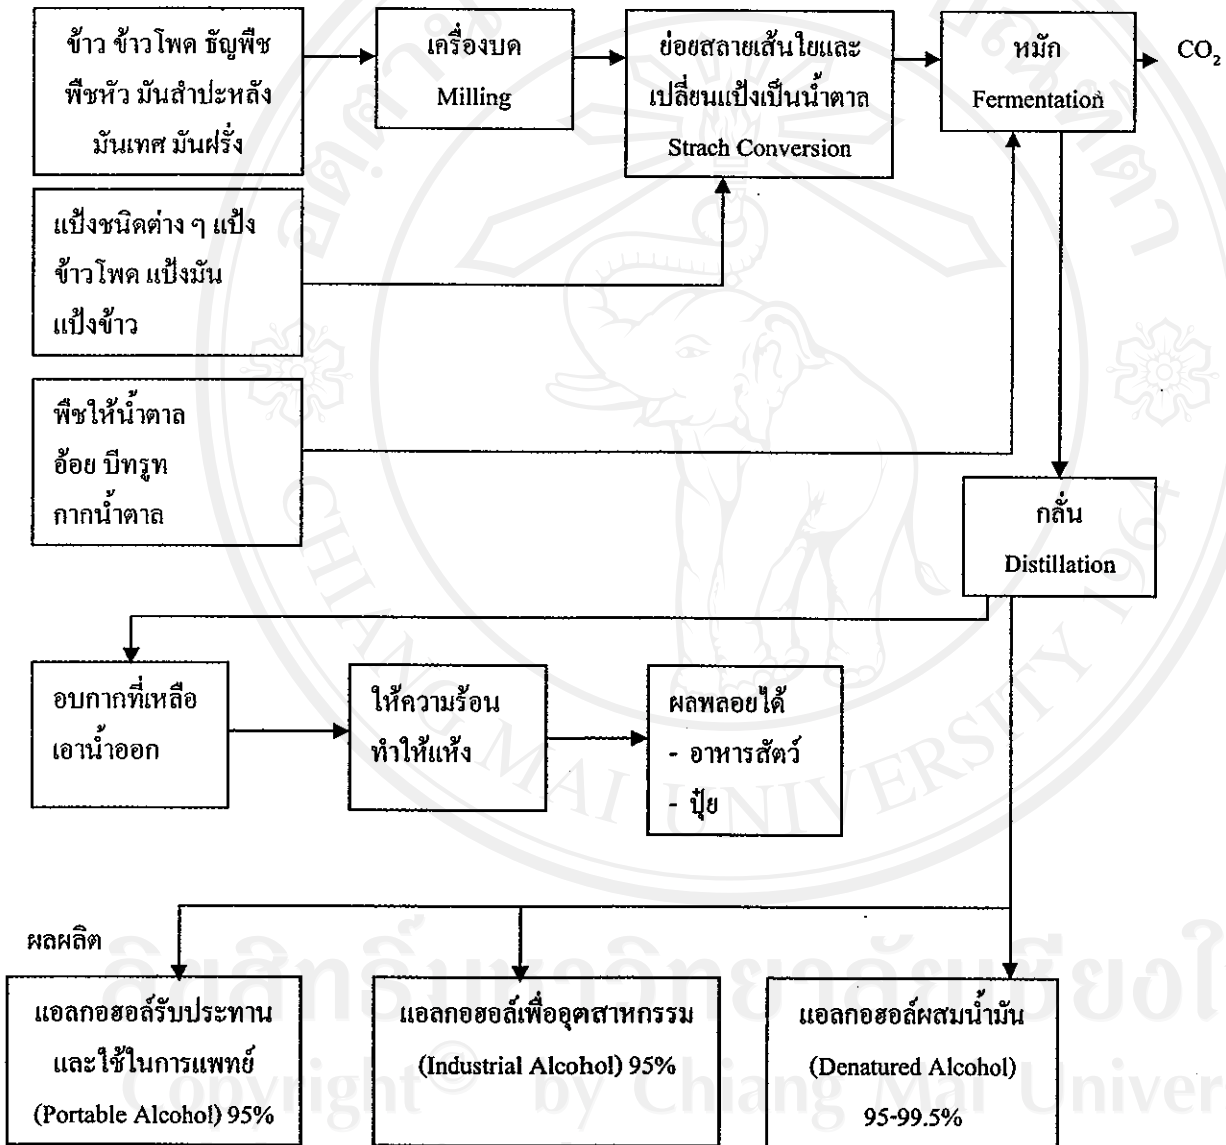 ข้าว ข้าวโพด ธัญพืช
พืชหัว มันสำปะหลัง
มันเทศ มันฝรั่ง
เครื่องบด
Milling
ย่อยสลายเส้นใยและ
เปลี่ยนแป้งเป็นน้ำตาล
Strach Conversion
หมัก
Fermentation
CO₂
แป้งชนิดต่าง ๆ แป้ง
ข้าวโพด แป้งมัน
แป้งข้าว
พืชให้น้ำตาล
อ้อย บีทรูท
กากน้ำตาล
กลั่น
Distillation
อบกากที่เหลือ
เอาน้ำออก
ให้ความร้อน
ทำให้แห้ง
ผลพลอยได้
- อาหารสัตว์
- ปุ๋ย
ผลผลิต
แอลกอฮอล์รับประทาน
และใช้ในการแพทย์
(Portable Alcohol) 95%
แอลกอฮอล์เพื่ออุตสาหกรรม
(Industrial Alcohol) 95%
แอลกอฮอล์ผสมน้ำมัน
(Denatured Alcohol)
95-99.5%
CHIANG MAI UNIVERSITY 1964
Copyright© by Chiang Mai Univer